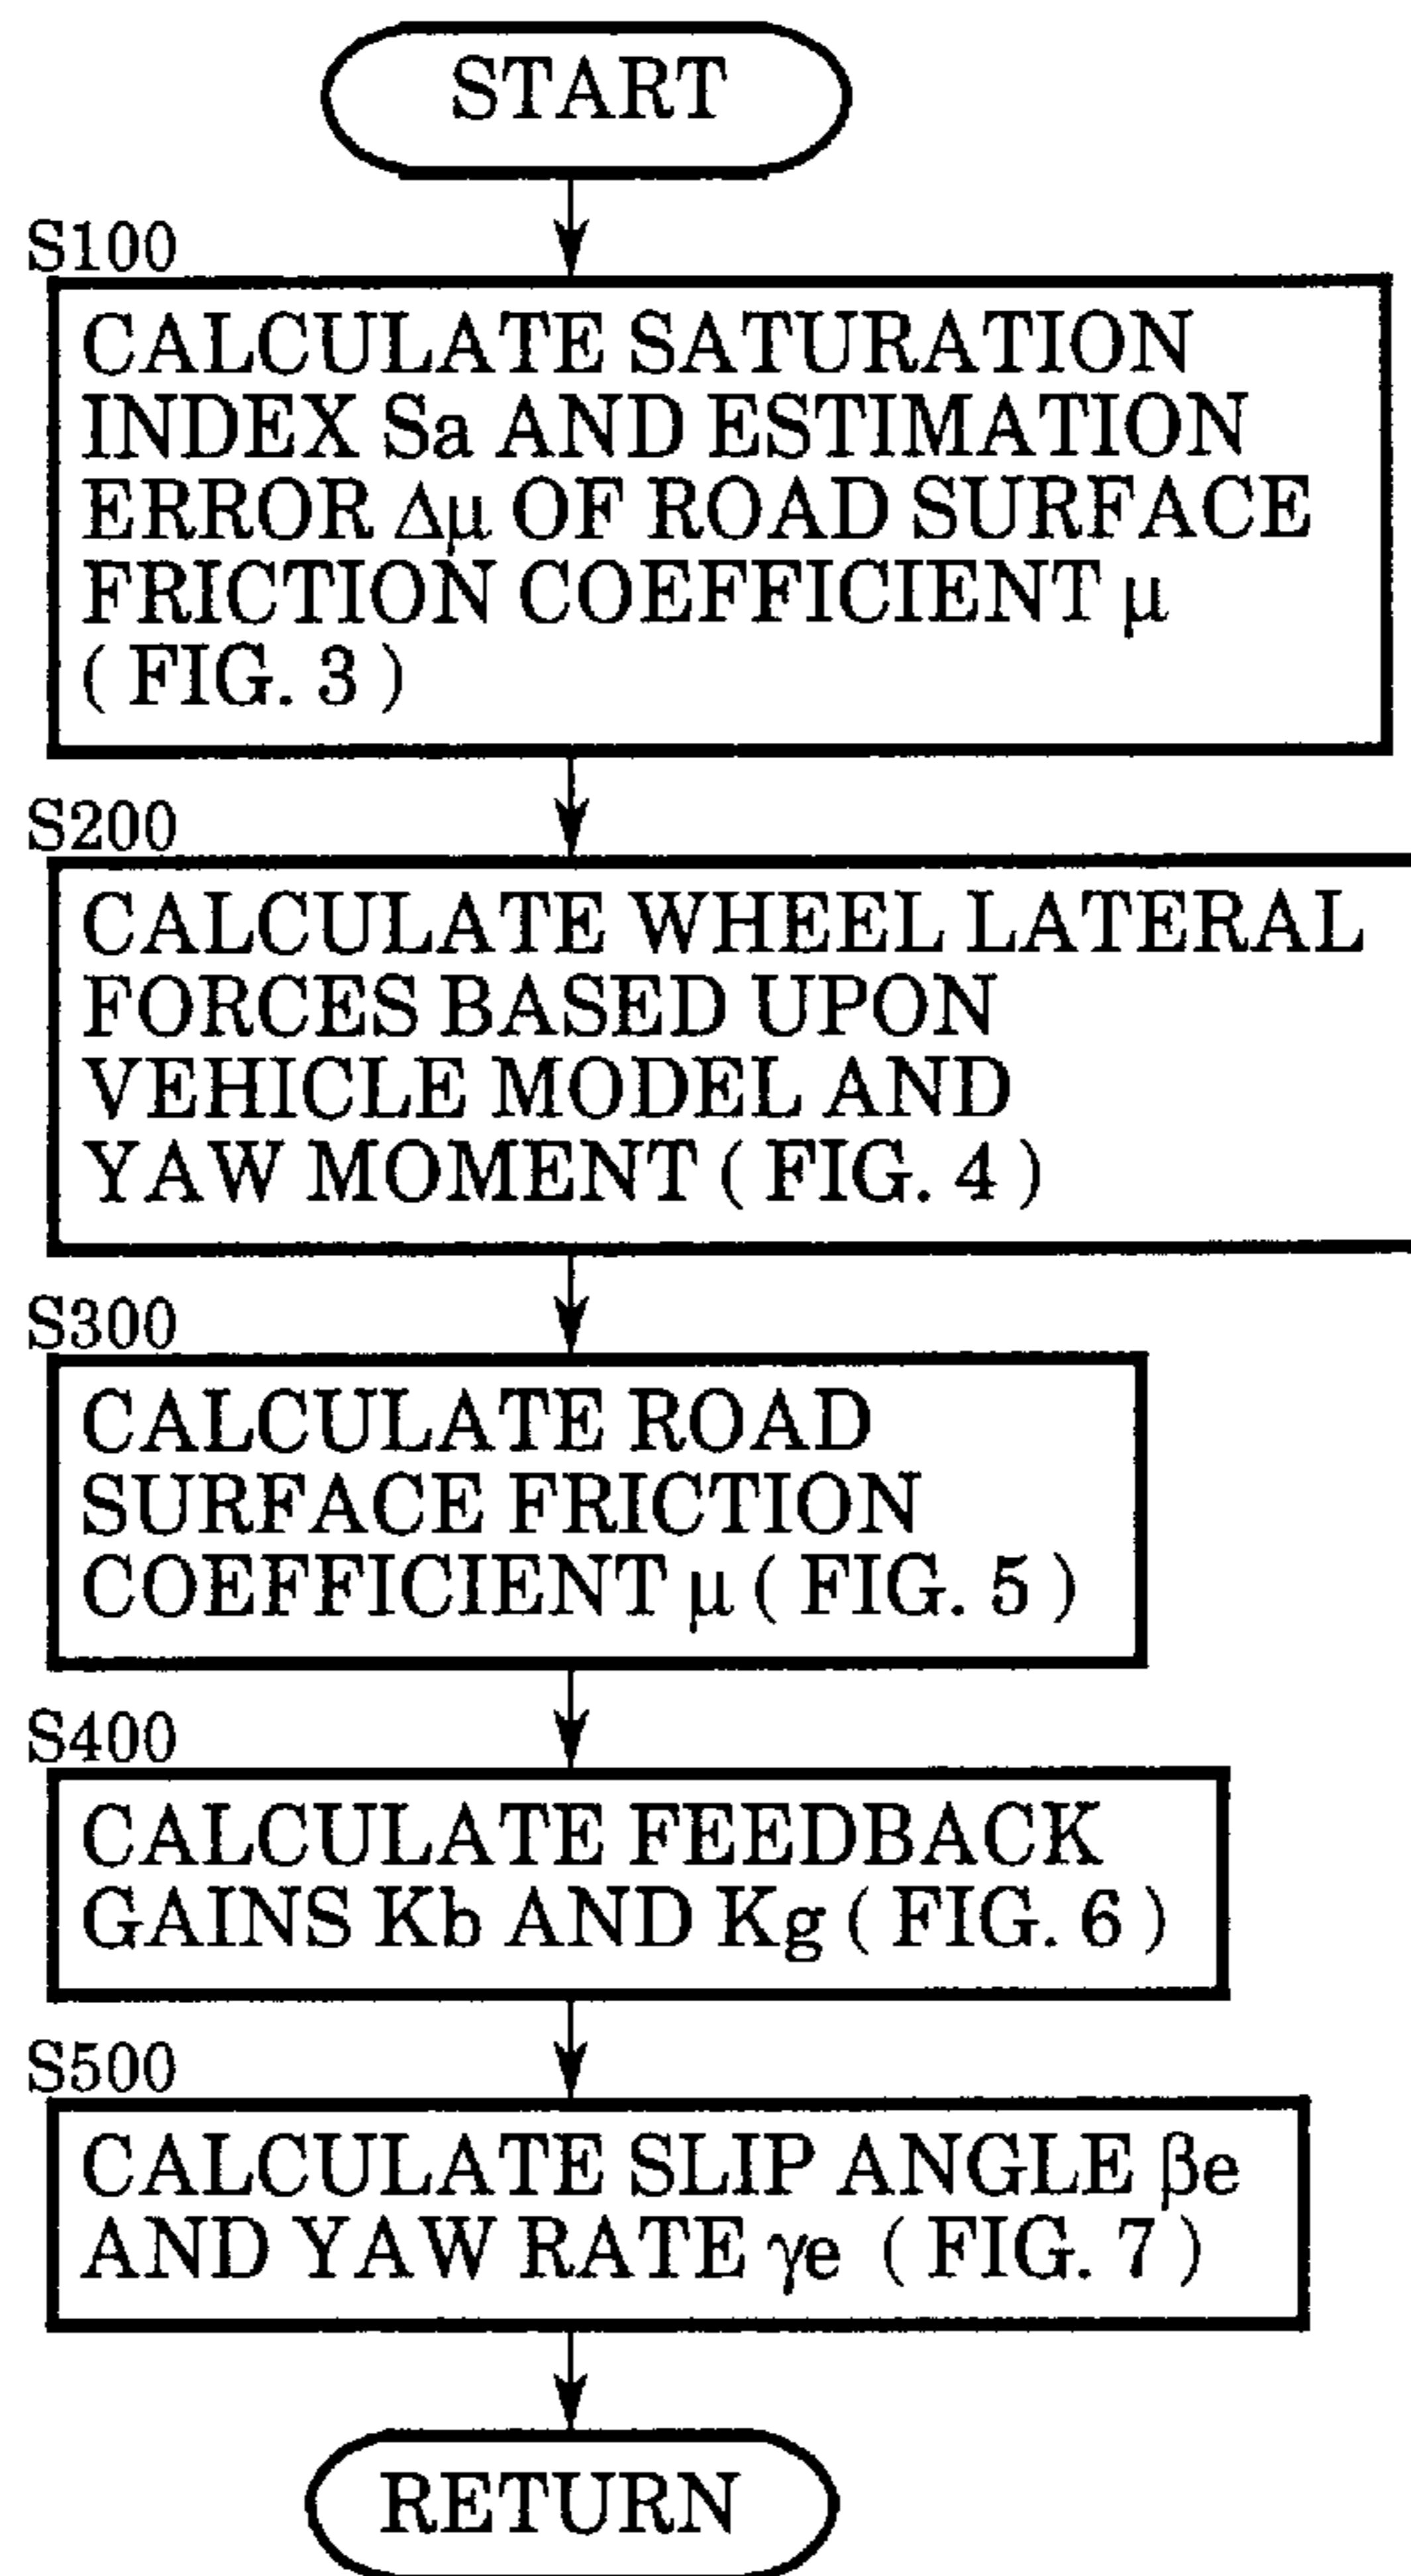 START
S100
CALCULATE SATURATION
INDEX Sa AND ESTIMATION
ERROR Δμ OF ROAD SURFACE
FRICTION COEFFICIENT μ
( FIG. 3 )
S200
CALCULATE WHEEL LATERAL
FORCES BASED UPON
VEHICLE MODEL AND
YAW MOMENT ( FIG. 4 )
S300
CALCULATE ROAD
SURFACE FRICTION
COEFFICIENT μ ( FIG. 5 )
S400
CALCULATE FEEDBACK
GAINS Kb AND Kg ( FIG. 6 )
S500
CALCULATE SLIP ANGLE βe
AND YAW RATE γe ( FIG. 7 )
RETURN